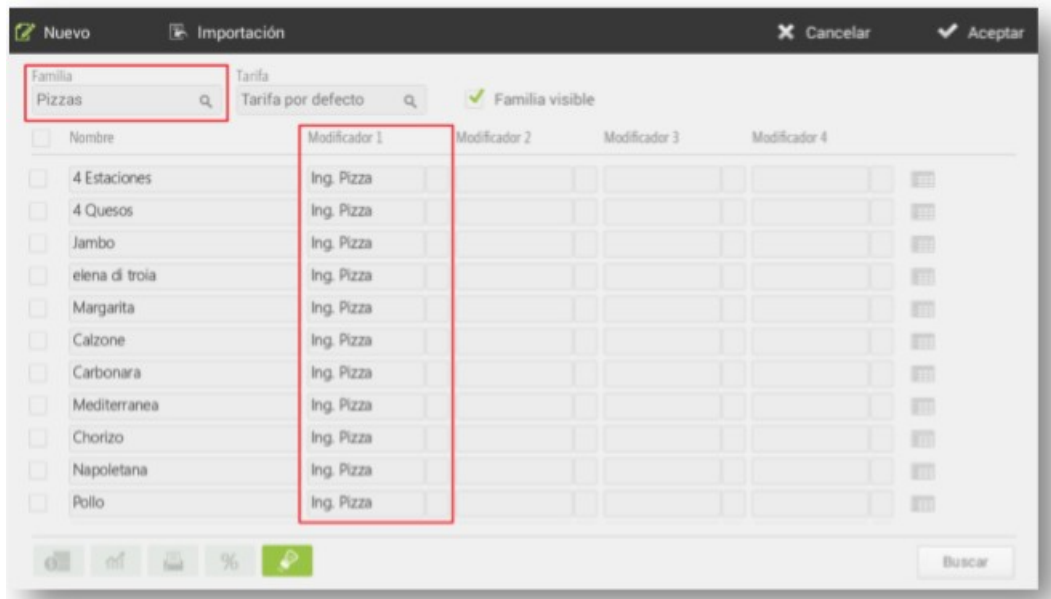 Nuevo Importación Cancelar Aceptar
Familia Tarifa
Pizzas Tarifa por defecto Familia visible
Nombre Modificador 1 Modificador 2 Modificador 3 Modificador 4
4 Estaciones Ing. Pizza
4 Quesos Ing. Pizza
Jambo Ing. Pizza
elena di troia Ing. Pizza
Margarita Ing. Pizza
Calzone Ing. Pizza
Carbonara Ing. Pizza
Mediterranea Ing. Pizza
Chorizo Ing. Pizza
Napoletana Ing. Pizza
Pollo Ing. Pizza
% Buscar